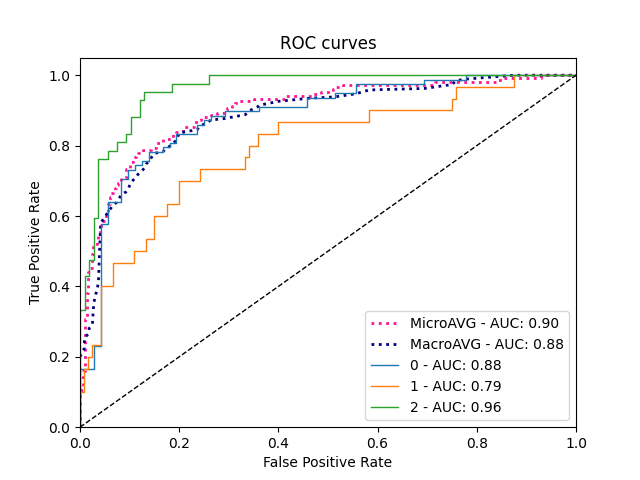 ROC curves
True Positive Rate
1.0
0.8
0.6
0.4
0.2
0.0
0.0 0.2 0.4 0.6 0.8 1.0
False Positive Rate
MicroAVG - AUC: 0.90
MacroAVG - AUC: 0.88
0 - AUC: 0.88
1 - AUC: 0.79
2 - AUC: 0.96